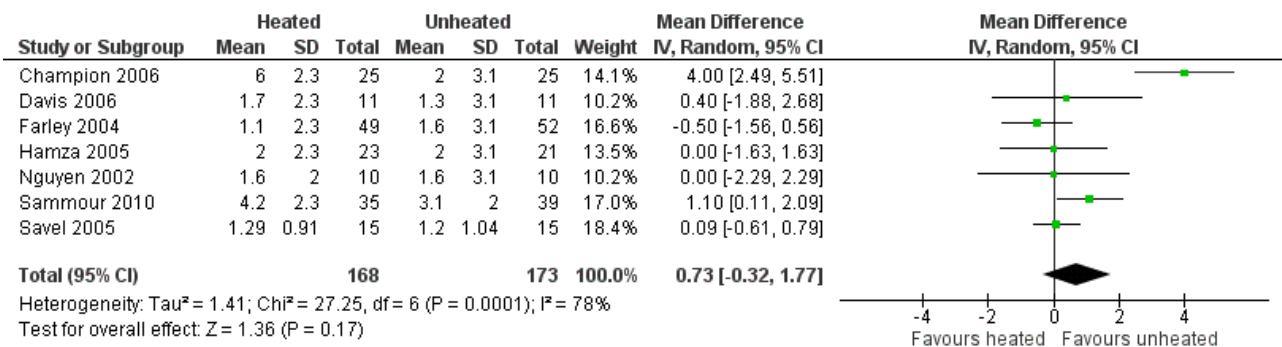 Heated Unheated Mean Difference Mean Difference
Study or Subgroup Mean SD Total Mean SD Total Weight IV, Random, 95% CI IV, Random, 95% CI
Champion 2006 6 2.3 25 2 3.1 25 14.1% 4.00 [2.49, 5.51]
Davis 2006 1.7 2.3 11 1.3 3.1 11 10.2% 0.40 [-1.88, 2.68]
Farley 2004 1.1 2.3 49 1.6 3.1 52 16.6% -0.50 [-1.56, 0.56]
Hamza 2005 2 2.3 23 2 3.1 21 13.5% 0.00 [-1.63, 1.63]
Nguyen 2002 1.6 2 10 1.6 3.1 10 10.2% 0.00 [-2.29, 2.29]
Sammour 2010 4.2 2.3 35 3.1 2 39 17.0% 1.10 [0.11, 2.09]
Savel 2005 1.29 0.91 15 1.2 1.04 15 18.4% 0.09 [-0.61, 0.79]
Total (95% CI) 168 173 100.0% 0.73 [-0.32, 1.77]
Heterogeneity: Tau² = 1.41; Chi² = 27.25, df = 6 (P = 0.0001); I² = 78%
Test for overall effect: Z = 1.36 (P = 0.17)
-4 -2 0 2 4
Favours heated Favours unheated